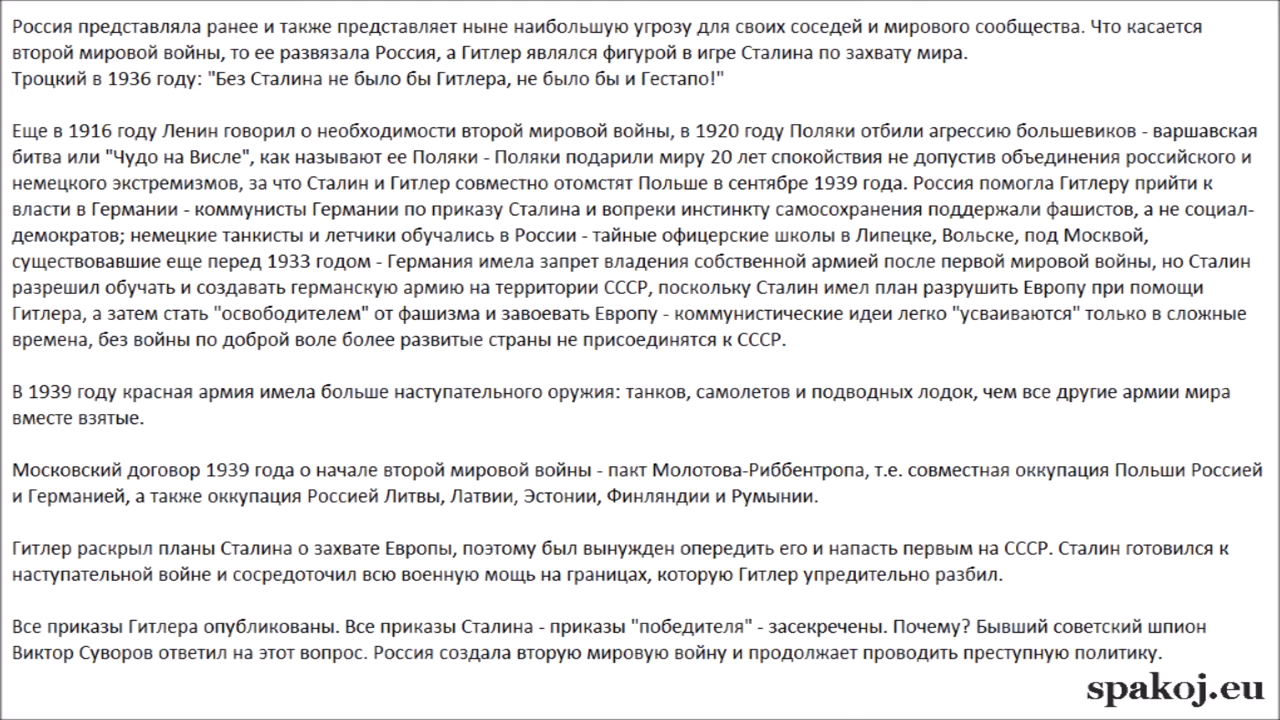 Россия представляла ранее и также представляет ныне наибольшую угрозу для своих соседей и мирового сообщества. Что касается
второй мировой войны, то ее развязала Россия, а Гитлер являлся фигурой в игре Сталина по захвату мира.
Троцкий в 1936 году: "Без Сталина не было бы Гитлера, не было бы и Гестапо!"
Еще в 1916 году Ленин говорил о необходимости второй мировой войны, в 1920 году Поляки отбили агрессию большевиков - варшавская
битва или "Чудо на Висле", как называют ее Поляки - Поляки подарили миру 20 лет спокойствия не допустив объединения российского и
немецкого экстремизмов, за что Сталин и Гитлер совместно отомстят Польше в сентябре 1939 года. Россия помогла Гитлеру прийти к
власти в Германии - коммунисты Германии по приказу Сталина и вопреки инстинкту самосохранения поддержали фашистов, а не социал-
демократов; немецкие танкисты и летчики обучались в России - тайные офицерские школы в Липецке, Вольске, под Москвой,
существовавшие еще перед 1933 годом - Германия имела запрет владения собственной армией после первой мировой войны, но Сталин
разрешил обучать и создавать германскую армию на территории СССР, поскольку Сталин имел план разрушить Европу при помощи
Гитлера, а затем стать "освободителем" от фашизма и завоевать Европу - коммунистические идеи легко "усваиваются" только в сложные
времена, без войны по доброй воле более развитые страны не присоединятся к СССР.
В 1939 году красная армия имела больше наступательного оружия: танков, самолетов и подводных лодок, чем все другие армии мира
вместе взятые.
Московский договор 1939 года о начале второй мировой войны - пакт Молотова-Риббентропа, т.е. совместная оккупация Польши Россией
и Германией, а также оккупация Россией Литвы, Латвии, Эстонии, Финляндии и Румынии.
Гитлер раскрыл планы Сталина о захвате Европы, поэтому был вынужден опередить его и напасть первым на СССР. Сталин готовился к
наступательной войне и сосредоточил всю военную мощь на границах, которую Гитлер упредительно разбил.
Все приказы Гитлера опубликованы. Все приказы Сталина - приказы "победителя" - засекречены. Почему? Бывший советский шпион
Виктор Суворов ответил на этот вопрос. Россия создала вторую мировую войну и продолжает проводить преступную политику.
spakoj.eu